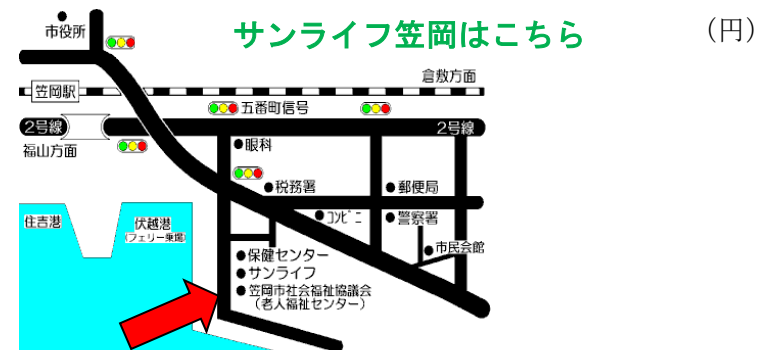 サンライフ笠岡はこちら
（円）
市役所
倉敷方面
笠岡駅
五番町信号
2号線
2号線
福山方面
眼科
税務署
郵便局
コンビニ
警察署
住吉港
伏越港
(フェリー乗場)
市民会館
保健センター
サンライフ
笠岡市社会福祉協議会
（老人福祉センター）